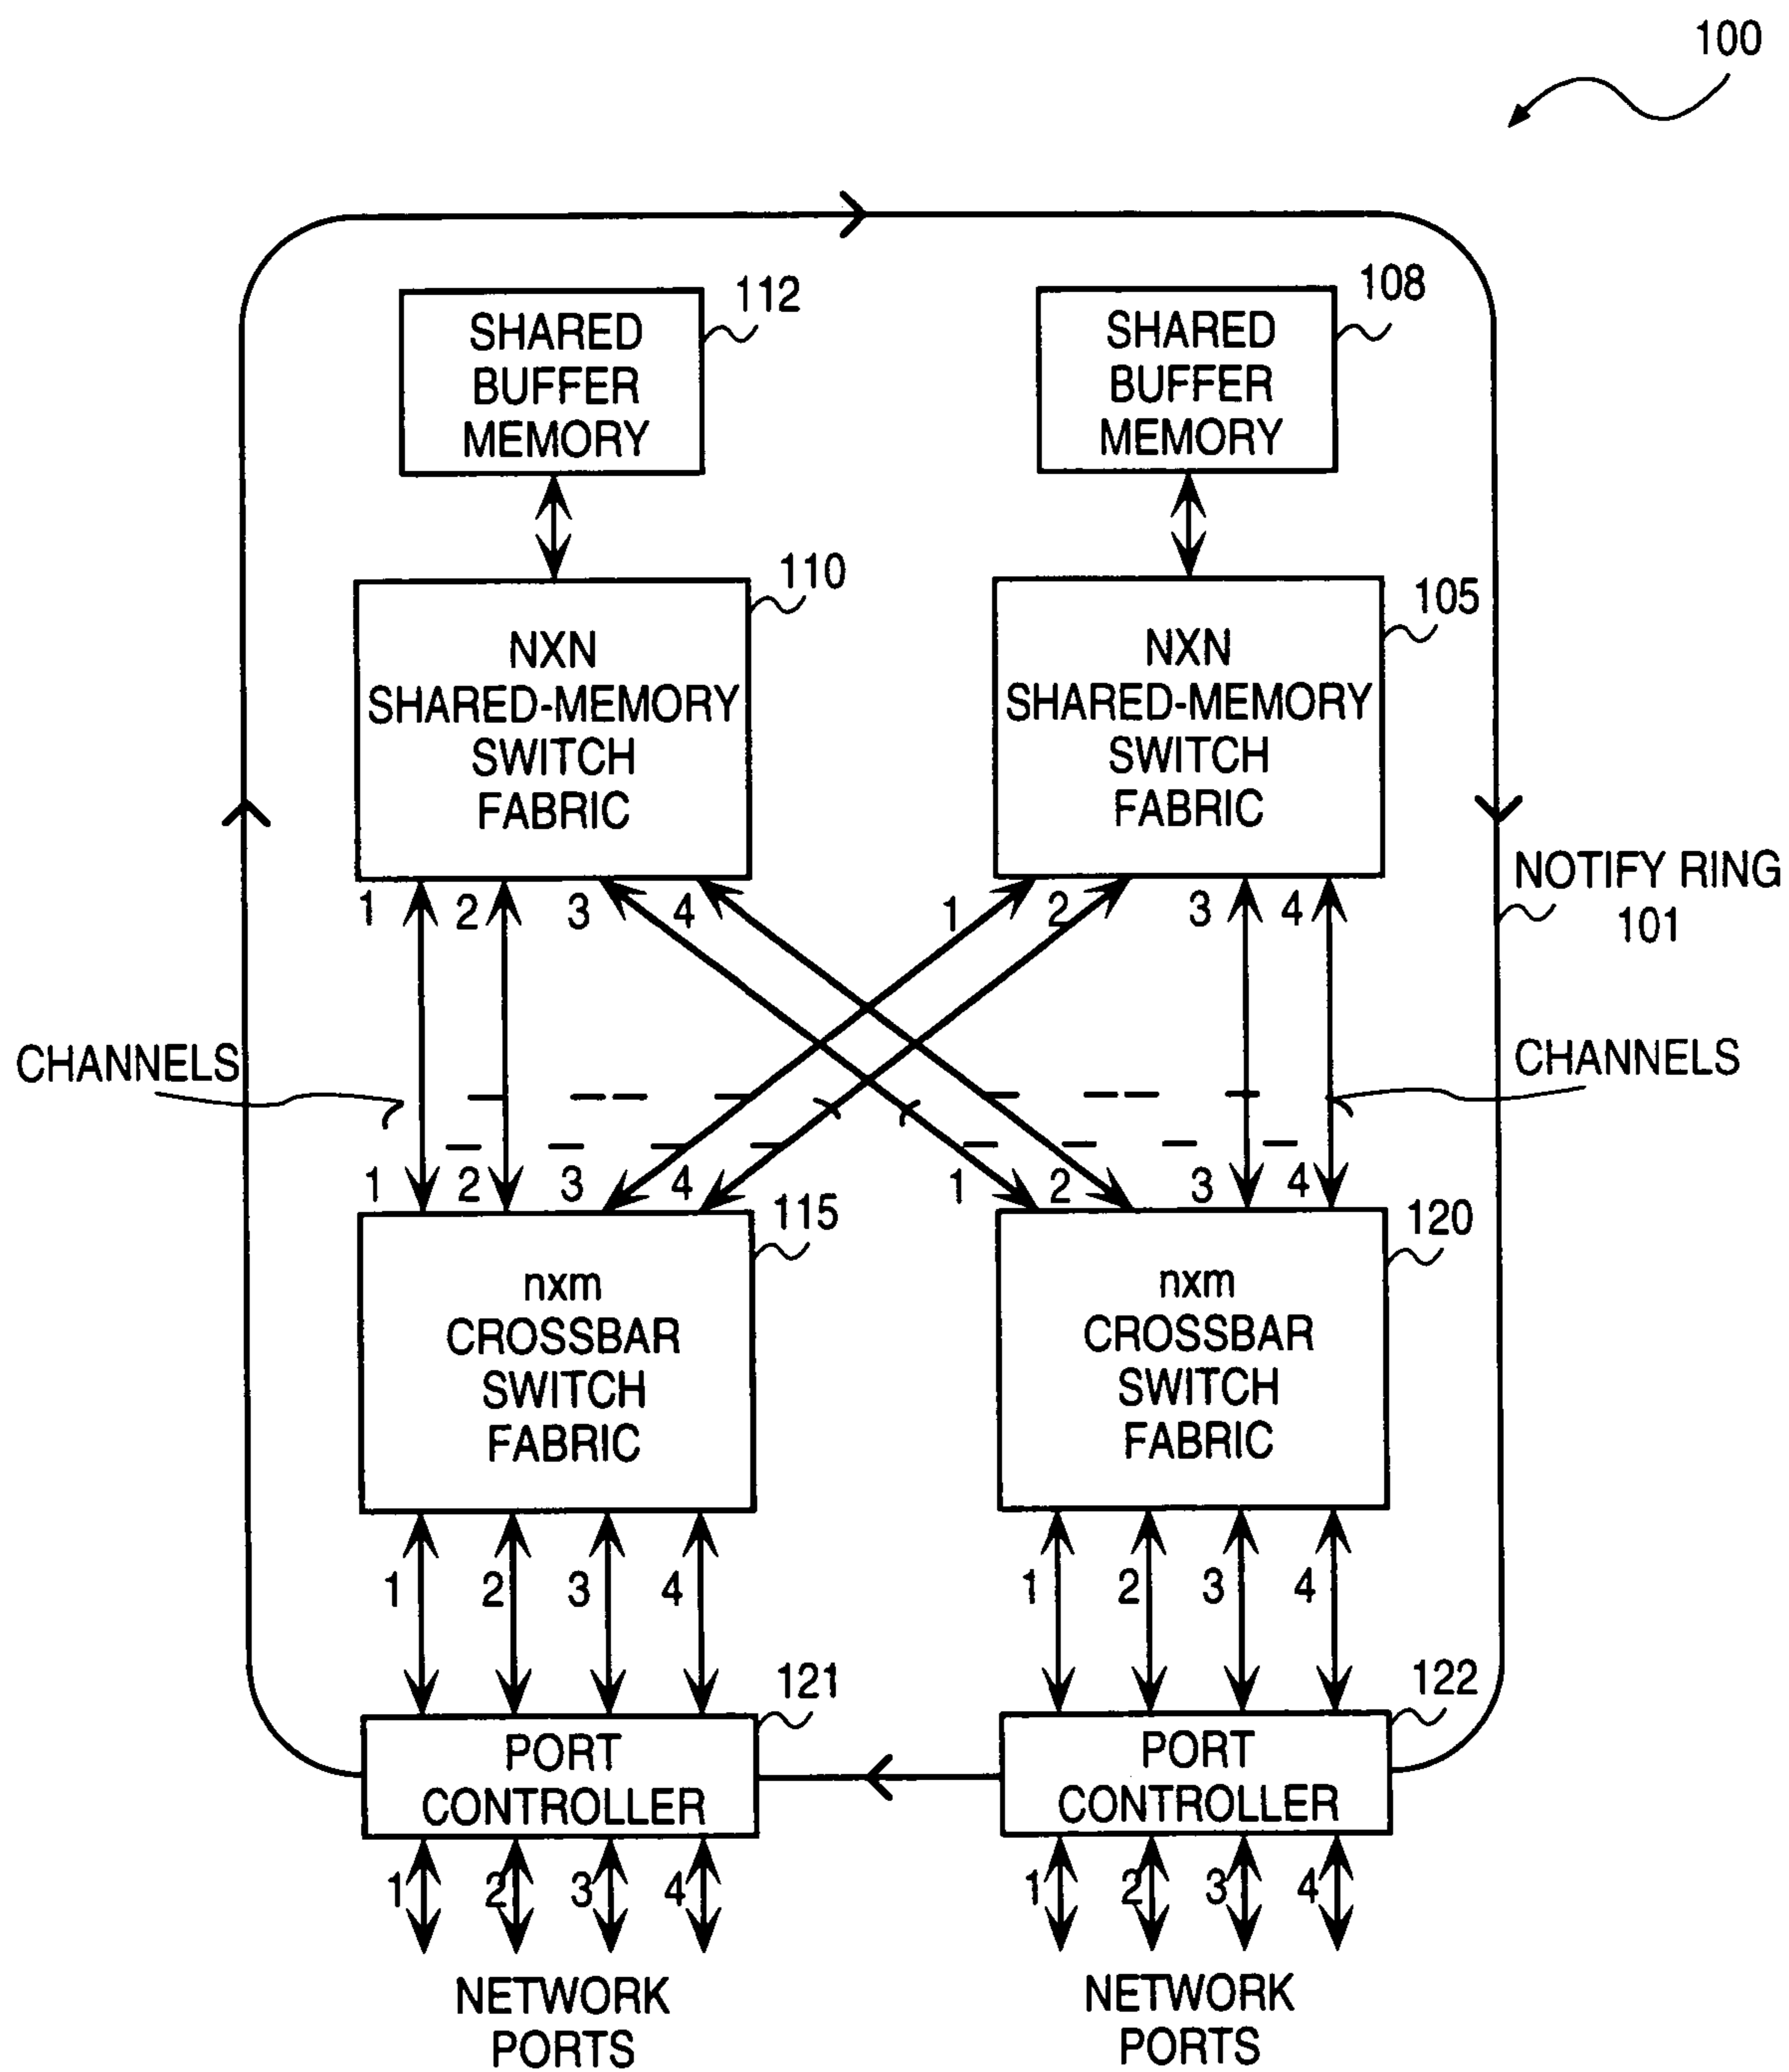 100
112
108
SHARED
BUFFER
MEMORY
SHARED
BUFFER
MEMORY
110
105
NXN
SHARED-MEMORY
SWITCH
FABRIC
NXN
SHARED-MEMORY
SWITCH
FABRIC
NOTIFY RING
101
1 2 3 4
1 2 3 4
CHANNELS
CHANNELS
1 2 3 4
1 2 3 4
115
120
nxm
CROSSBAR
SWITCH
FABRIC
nxm
CROSSBAR
SWITCH
FABRIC
1 2 3 4
1 2 3 4
121
122
PORT
CONTROLLER
PORT
CONTROLLER
1 2 3 4
1 2 3 4
NETWORK
PORTS
NETWORK
PORTS